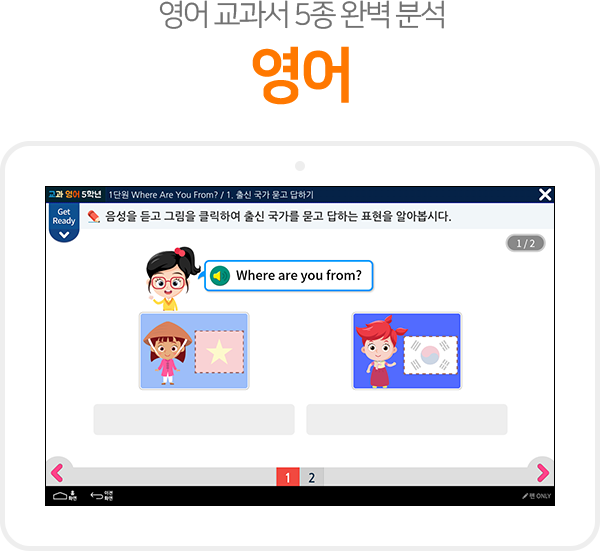 영어 교과서 5종 완벽 분석
영어
교과 영어 5학년 1단원 Where Are You From? / 1. 출신 국가 묻고 답하기
Get
Ready
음성을 듣고 그림을 클릭하여 출신 국가를 묻고 답하는 표현을 알아봅시다.
1 / 2
Where are you from?
1 2
홈
화면
이전
화면
펜 ONLY